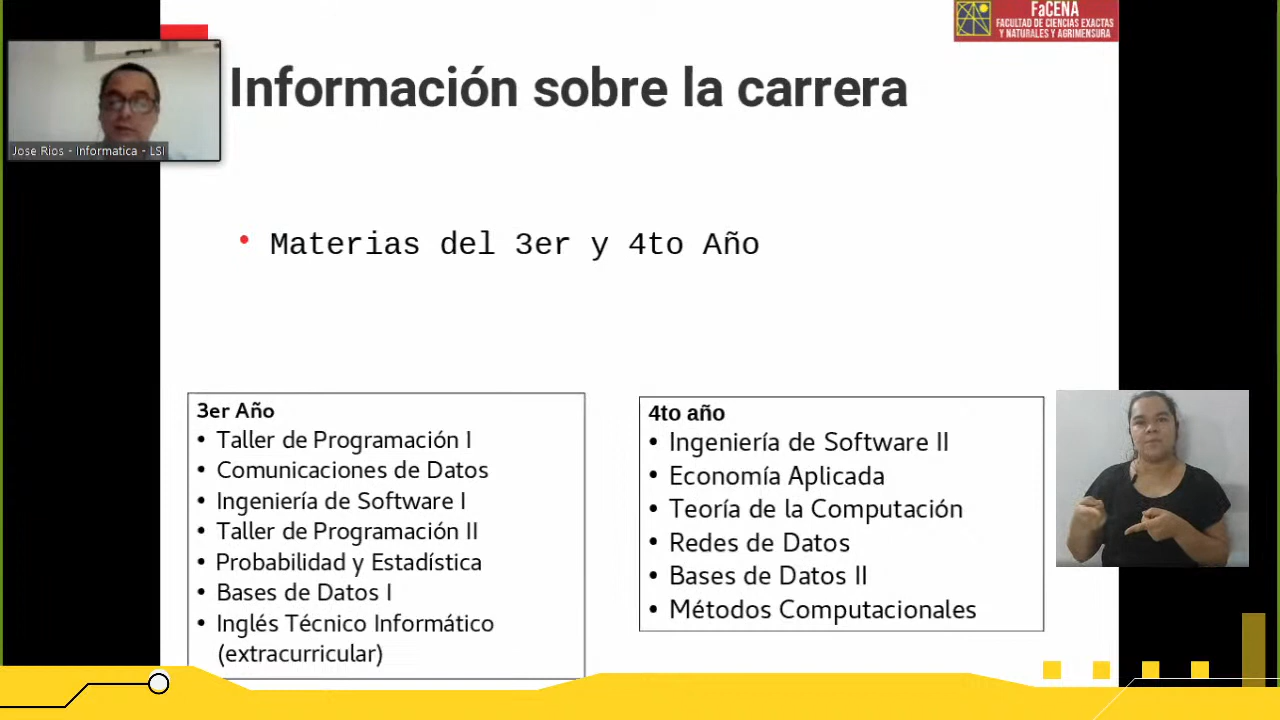 FaCENA
FACULTAD DE CIENCIAS EXACTAS
Y NATURALES Y AGRIMENSURA
Jose Rios - Informatica - LSI
Información sobre la carrera
• Materias del 3er y 4to Año
3er Año
• Taller de Programación I
• Comunicaciones de Datos
• Ingeniería de Software I
• Taller de Programación II
• Probabilidad y Estadística
• Bases de Datos I
• Inglés Técnico Informático
(extracurricular)
4to año
• Ingeniería de Software II
• Economía Aplicada
• Teoría de la Computación
• Redes de Datos
• Bases de Datos II
• Métodos Computacionales